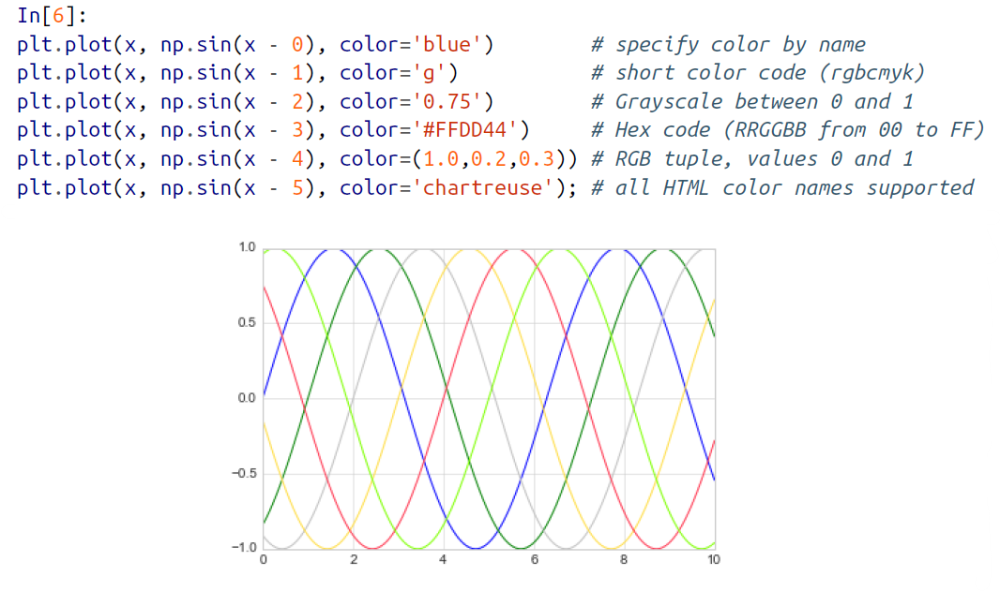 In[6]:
plt.plot(x, np.sin(x - 0), color='blue')        # specify color by name
plt.plot(x, np.sin(x - 1), color='g')           # short color code (rgbcmyk)
plt.plot(x, np.sin(x - 2), color='0.75')        # Grayscale between 0 and 1
plt.plot(x, np.sin(x - 3), color='#FFDD44')     # Hex code (RRGGBB from 00 to FF)
plt.plot(x, np.sin(x - 4), color=(1.0,0.2,0.3)) # RGB tuple, values 0 and 1
plt.plot(x, np.sin(x - 5), color='chartreuse'); # all HTML color names supported
1.0
0.5
0.0
−0.5
−1.0
0 2 4 6 8 10